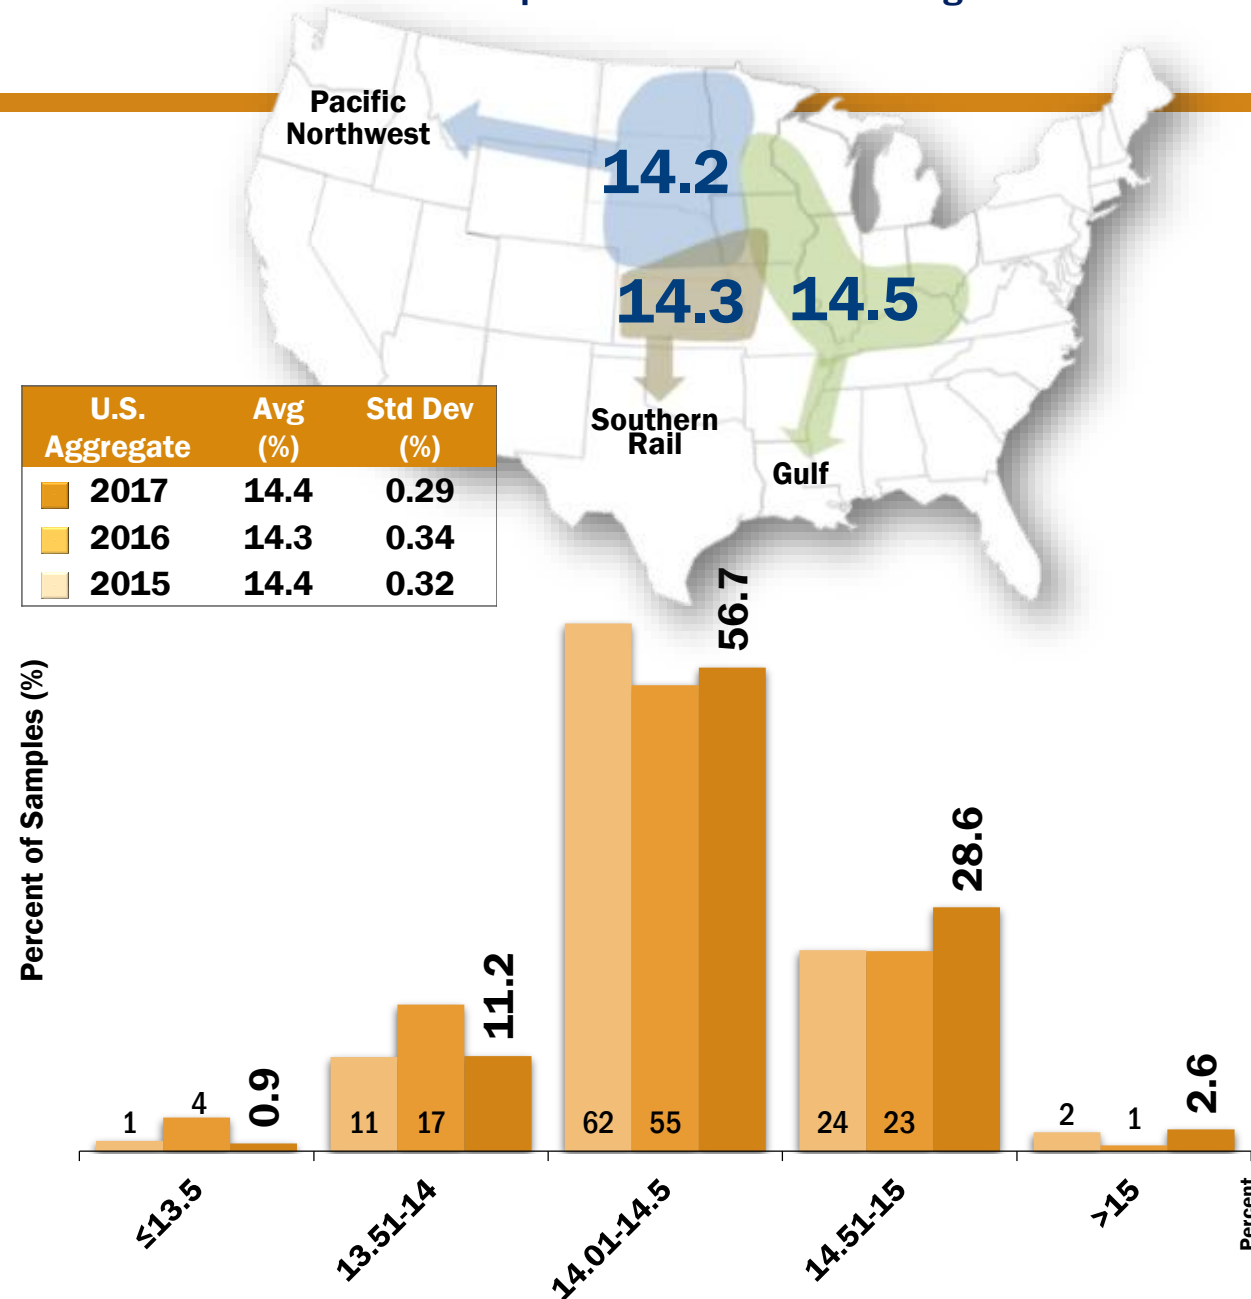 Pacific
Northwest
14.2
14.3
14.5
Southern
Rail
Gulf
U.S. Aggregate Avg (%) Std Dev (%)
2017 14.4 0.29
2016 14.3 0.34
2015 14.4 0.32
Percent of Samples (%)
1 4 0.9
11 17 11.2
62 55 56.7
24 23 28.6
2 1 2.6
≤13.5 13.51-14 14.01-14.5 14.51-15 >15
Percent